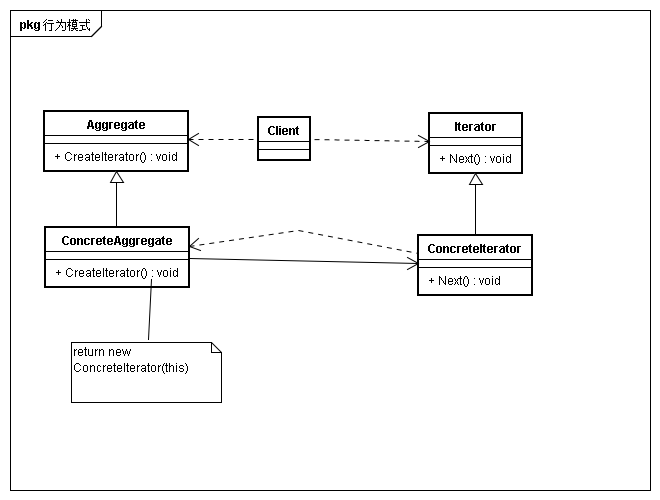 pkg 行为模式
Aggregate
+ CreateIterator() : void
Client
Iterator
+ Next() : void
ConcreteAggregate
+ CreateIterator() : void
ConcreteIterator
+ Next() : void
return new
ConcreteIterator(this)